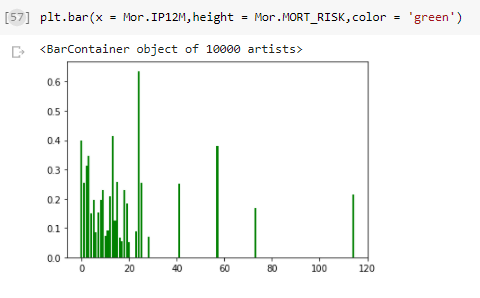 [57] plt.bar(x = Mor.IP12M,height = Mor.MORT_RISK,color = 'green')
<BarContainer object of 10000 artists>
0.6
0.5
0.4
0.3
0.2
0.1
0.0
0 20 40 60 80 100 120